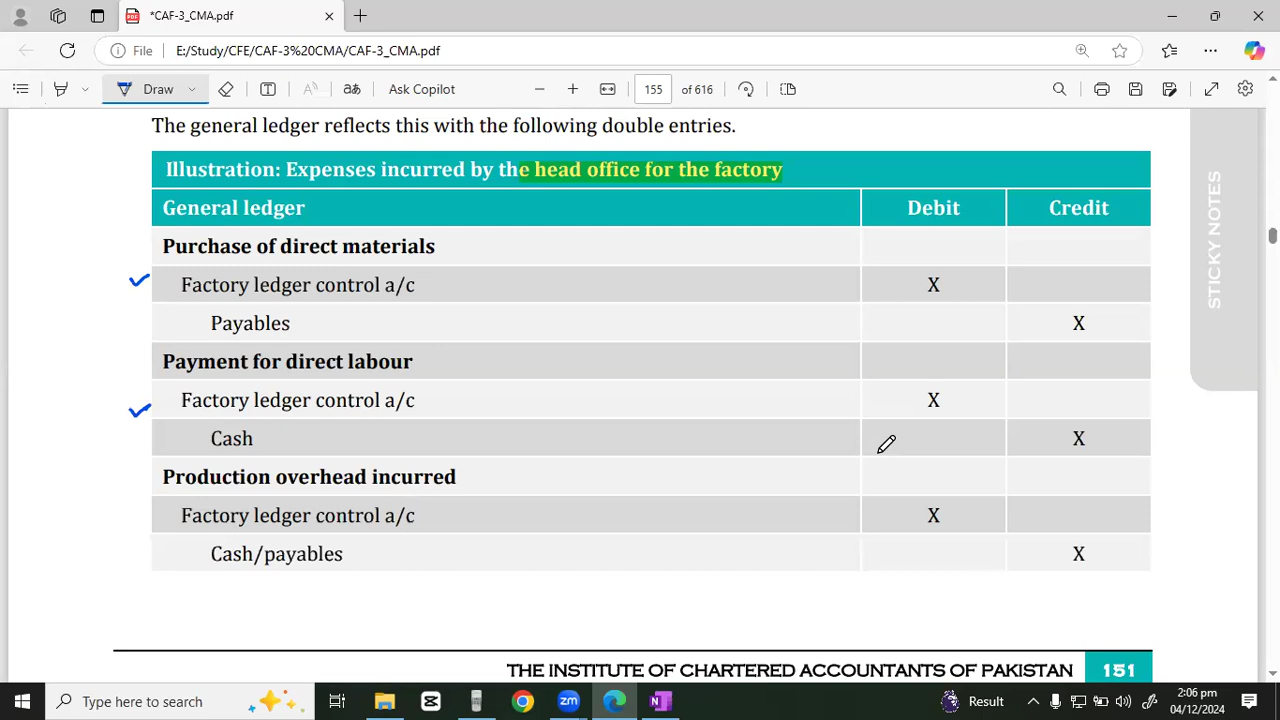 *CAF-3_CMA.pdf
File
E:/Study/CFE/CAF-3%20CMA/CAF-3_CMA.pdf
Draw
aあ
Ask Copilot
155 of 616
The general ledger reflects this with the following double entries.
Illustration: Expenses incurred by the head office for the factory
General ledger Debit Credit
Purchase of direct materials
Factory ledger control a/c X
Payables X
Payment for direct labour
Factory ledger control a/c X
Cash X
Production overhead incurred
Factory ledger control a/c X
Cash/payables X
STICKY NOTES
THE INSTITUTE OF CHARTERED ACCOUNTANTS OF PAKISTAN 151
Type here to search
Result
2:06 pm
04/12/2024